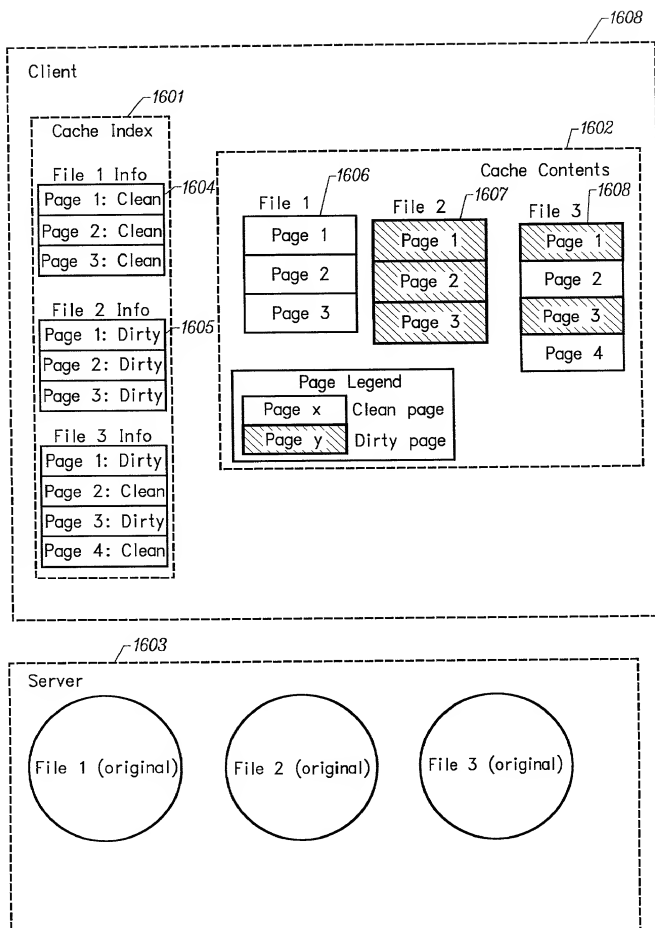 1608
Client
1601
Cache Index
File 1 Info
1604
Page 1: Clean
Page 2: Clean
Page 3: Clean
File 2 Info
Page 1: Dirty
1605
Page 2: Dirty
Page 3: Dirty
File 3 Info
Page 1: Dirty
Page 2: Clean
Page 3: Dirty
Page 4: Clean
1602
Cache Contents
1606
File 1
Page 1
Page 2
Page 3
1607
File 2
Page 1
Page 2
Page 3
1608
File 3
Page 1
Page 2
Page 3
Page 4
Page Legend
Page x Clean page
Page y Dirty page
1603
Server
File 1 (original)
File 2 (original)
File 3 (original)